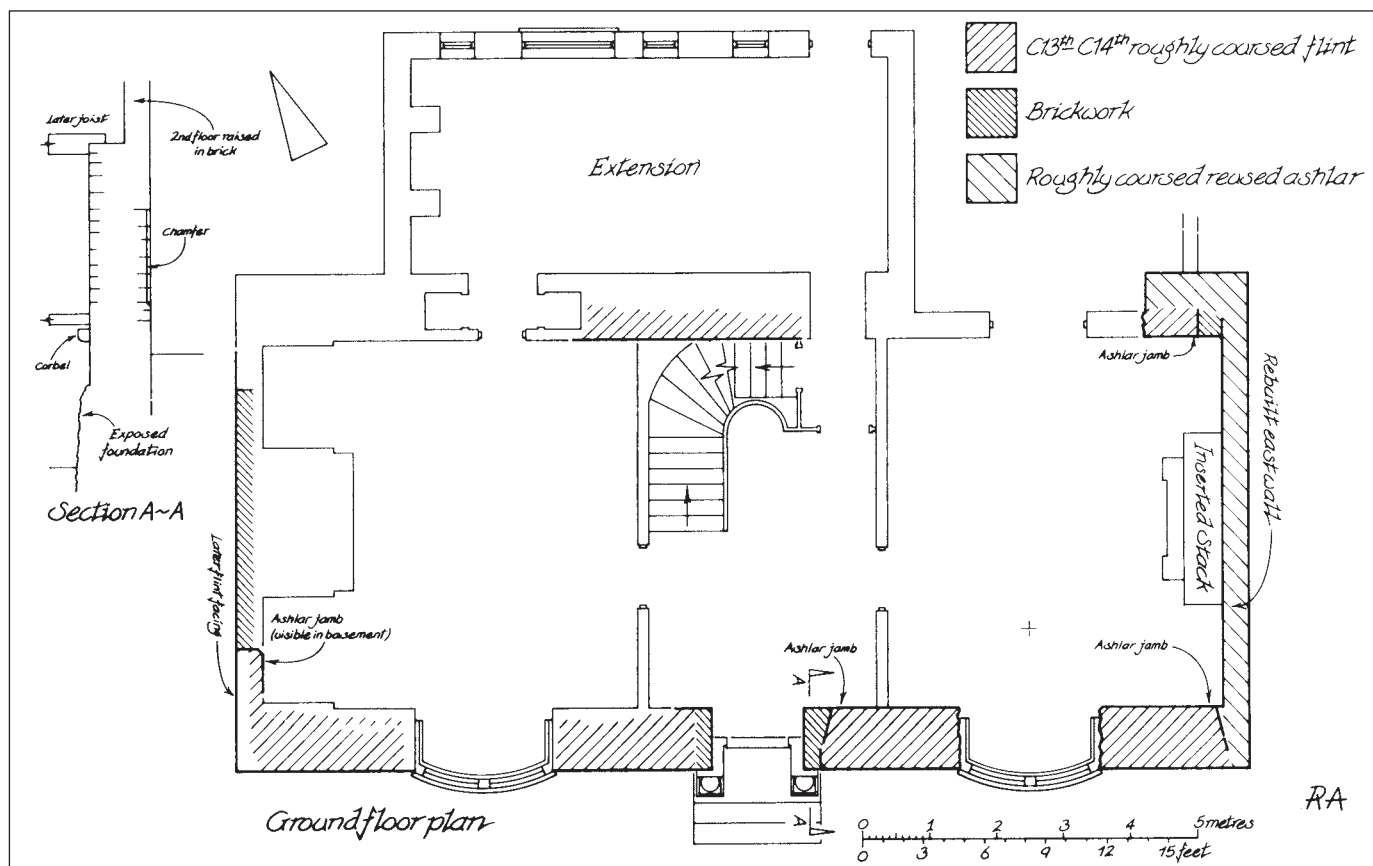 C13th C14th roughly coursed flint
Brickwork
Roughly coursed reused ashlar
Later joist
2nd floor raised
in brick
Chamfer
Corbel
Exposed
foundation
Section A~A
Extension
Ashlar jamb
Rebuilt east wall
Inserted Stack
Later flint facing
Ashlar jamb
(visible in basement)
Ashlar jamb
Ashlar jamb
A
A
Ground floor plan
RA
0 1 2 3 4 5 metres
0 3 6 9 12 15 feet